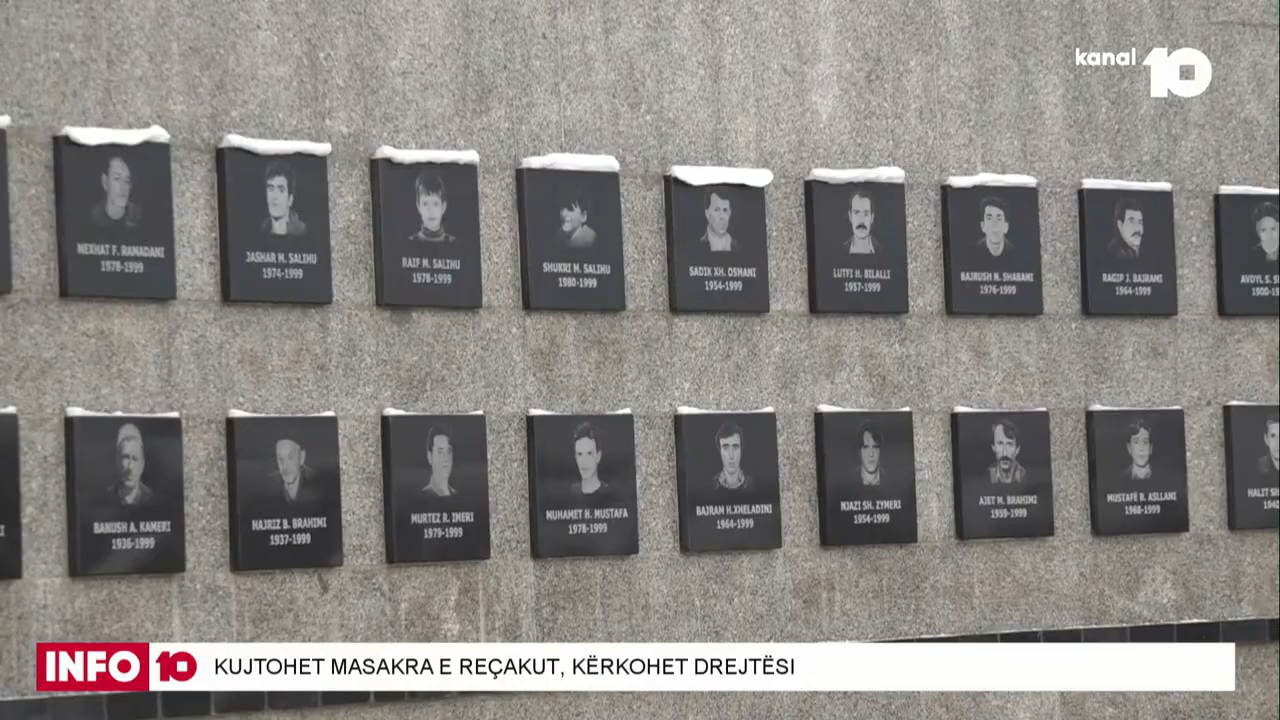 kanal 10
NEXHAT F. RAMADANI
1978-1999
JASHAR M. SALIHU
1974-1999
RAIF M. SALIHU
1978-1999
SHUKRI M. SALIHU
1980-1999
SADIK XH. OSMANI
1954-1999
LUTFI H. BILALLI
1957-1999
BAJRUSH N. SHABANI
1976-1999
RAGIP J. BAJRAMI
1964-1999
AVDYL S.
BANUSH A. KAMERI
1936-1999
HAJRIZ B. BRAHIMI
1937-1999
MURTEZ R. IMERI
1979-1999
MUHAMET H. MUSTAFA
1978-1999
BAJRAM H.XHELADINI
1964-1999
NJAZI SH. ZYMERI
1954-1999
AJET M. BRAHIMI
1959-1999
MUSTAFË B. ASLLANI
1968-1999
HALIT
INFO 10 KUJTOHET MASAKRA E REÇAKUT, KËRKOHET DREJTËSI